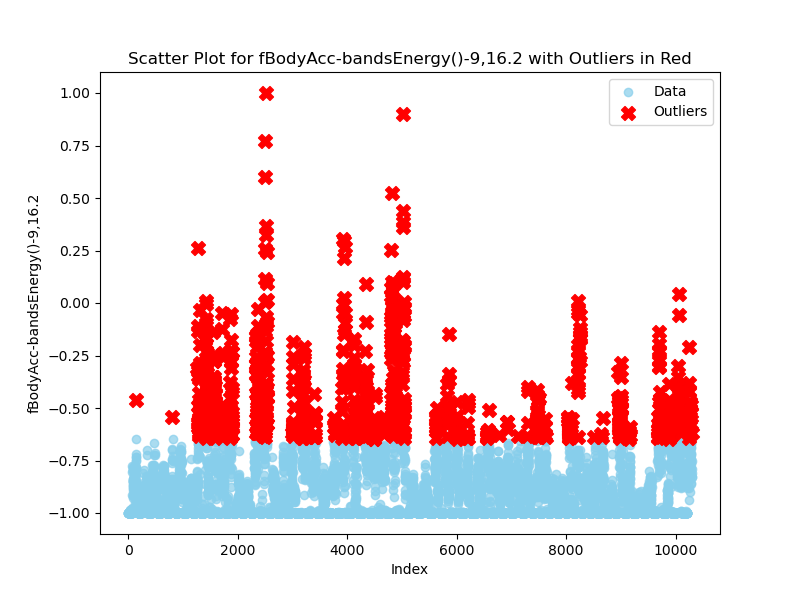 Scatter Plot for fBodyAcc-bandsEnergy()-9,16.2 with Outliers in Red
Data
Outliers
fBodyAcc-bandsEnergy()-9,16.2
1.00
0.75
0.50
0.25
0.00
−0.25
−0.50
−0.75
−1.00
0 2000 4000 6000 8000 10000
Index